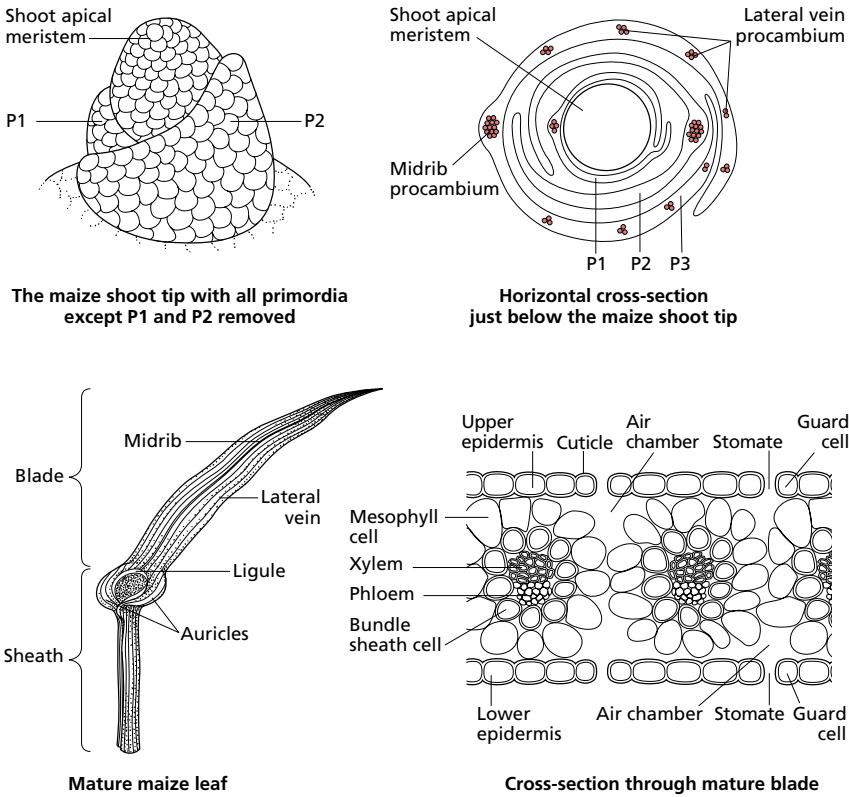 Shoot apical
meristem
P1
P2
The maize shoot tip with all primordia
except P1 and P2 removed
Shoot apical
meristem
Lateral vein
procambium
Midrib
procambium
P1
P2
P3
Horizontal cross-section
just below the maize shoot tip
Blade
Sheath
Midrib
Lateral
vein
Ligule
Auricles
Mature maize leaf
Upper
epidermis
Cuticle
Air
chamber
Stomate
Guard
cell
Mesophyll
cell
Xylem
Phloem
Bundle
sheath cell
Lower
epidermis
Air chamber
Stomate
Guard
cell
Cross-section through mature blade